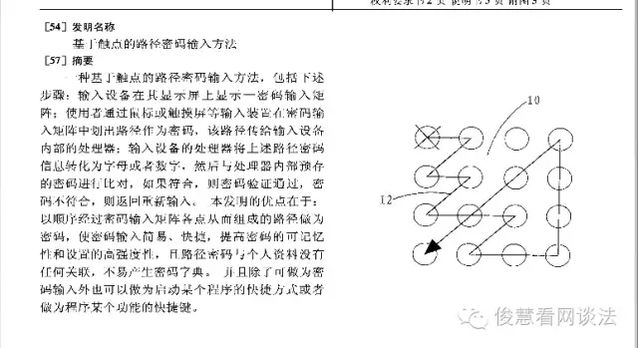 权利要求书 2 页 说明书 5 页 附图 3 页
[54] 发明名称
基于触点的路径密码输入方法
[57] 摘要
一种基于触点的路径密码输入方法，包括下述
步骤：输入设备在其显示屏上显示一密码输入矩
阵；使用者通过鼠标或触摸屏等输入装置在密码输
入矩阵中划出路径作为密码，该路径传给输入设备
内部的处理器；输入设备的处理器将上述路径密码
信息转化为字母或者数字，然后与处理器内部预存
的密码进行比对，如果符合，则密码验证通过，密
码不符合，则返回重新输入。本发明的优点在于：
以顺序经过密码输入矩阵各点从而组成的路径做为
密码，使密码输入简易、快捷，提高密码的可记忆
性和设置的高强度性，且路径密码与个人资料没有
任何关联，不易产生密码字典。并且除了可做为密
码输入外也可以做为启动某个程序的快捷方式或者
做为程序某个功能的快捷键。
10
12
俊慧看网谈法